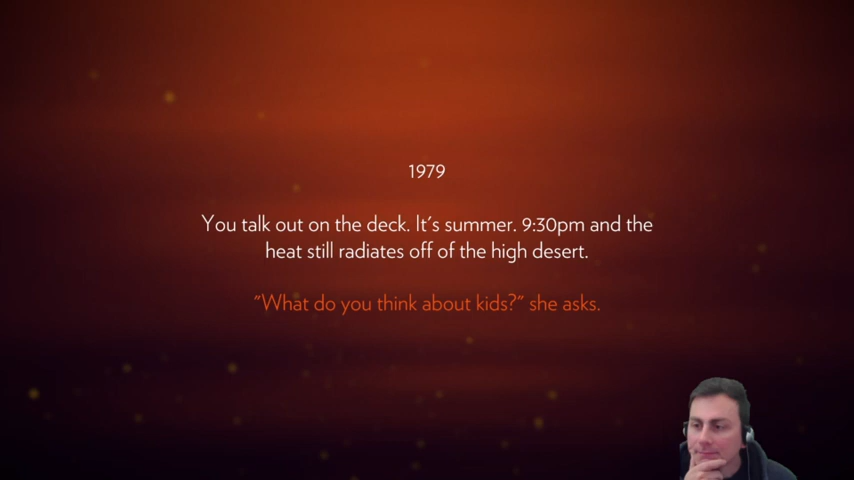 1979
You talk out on the deck. It's summer. 9:30pm and the
heat still radiates off of the high desert.
"What do you think about kids?" she asks.